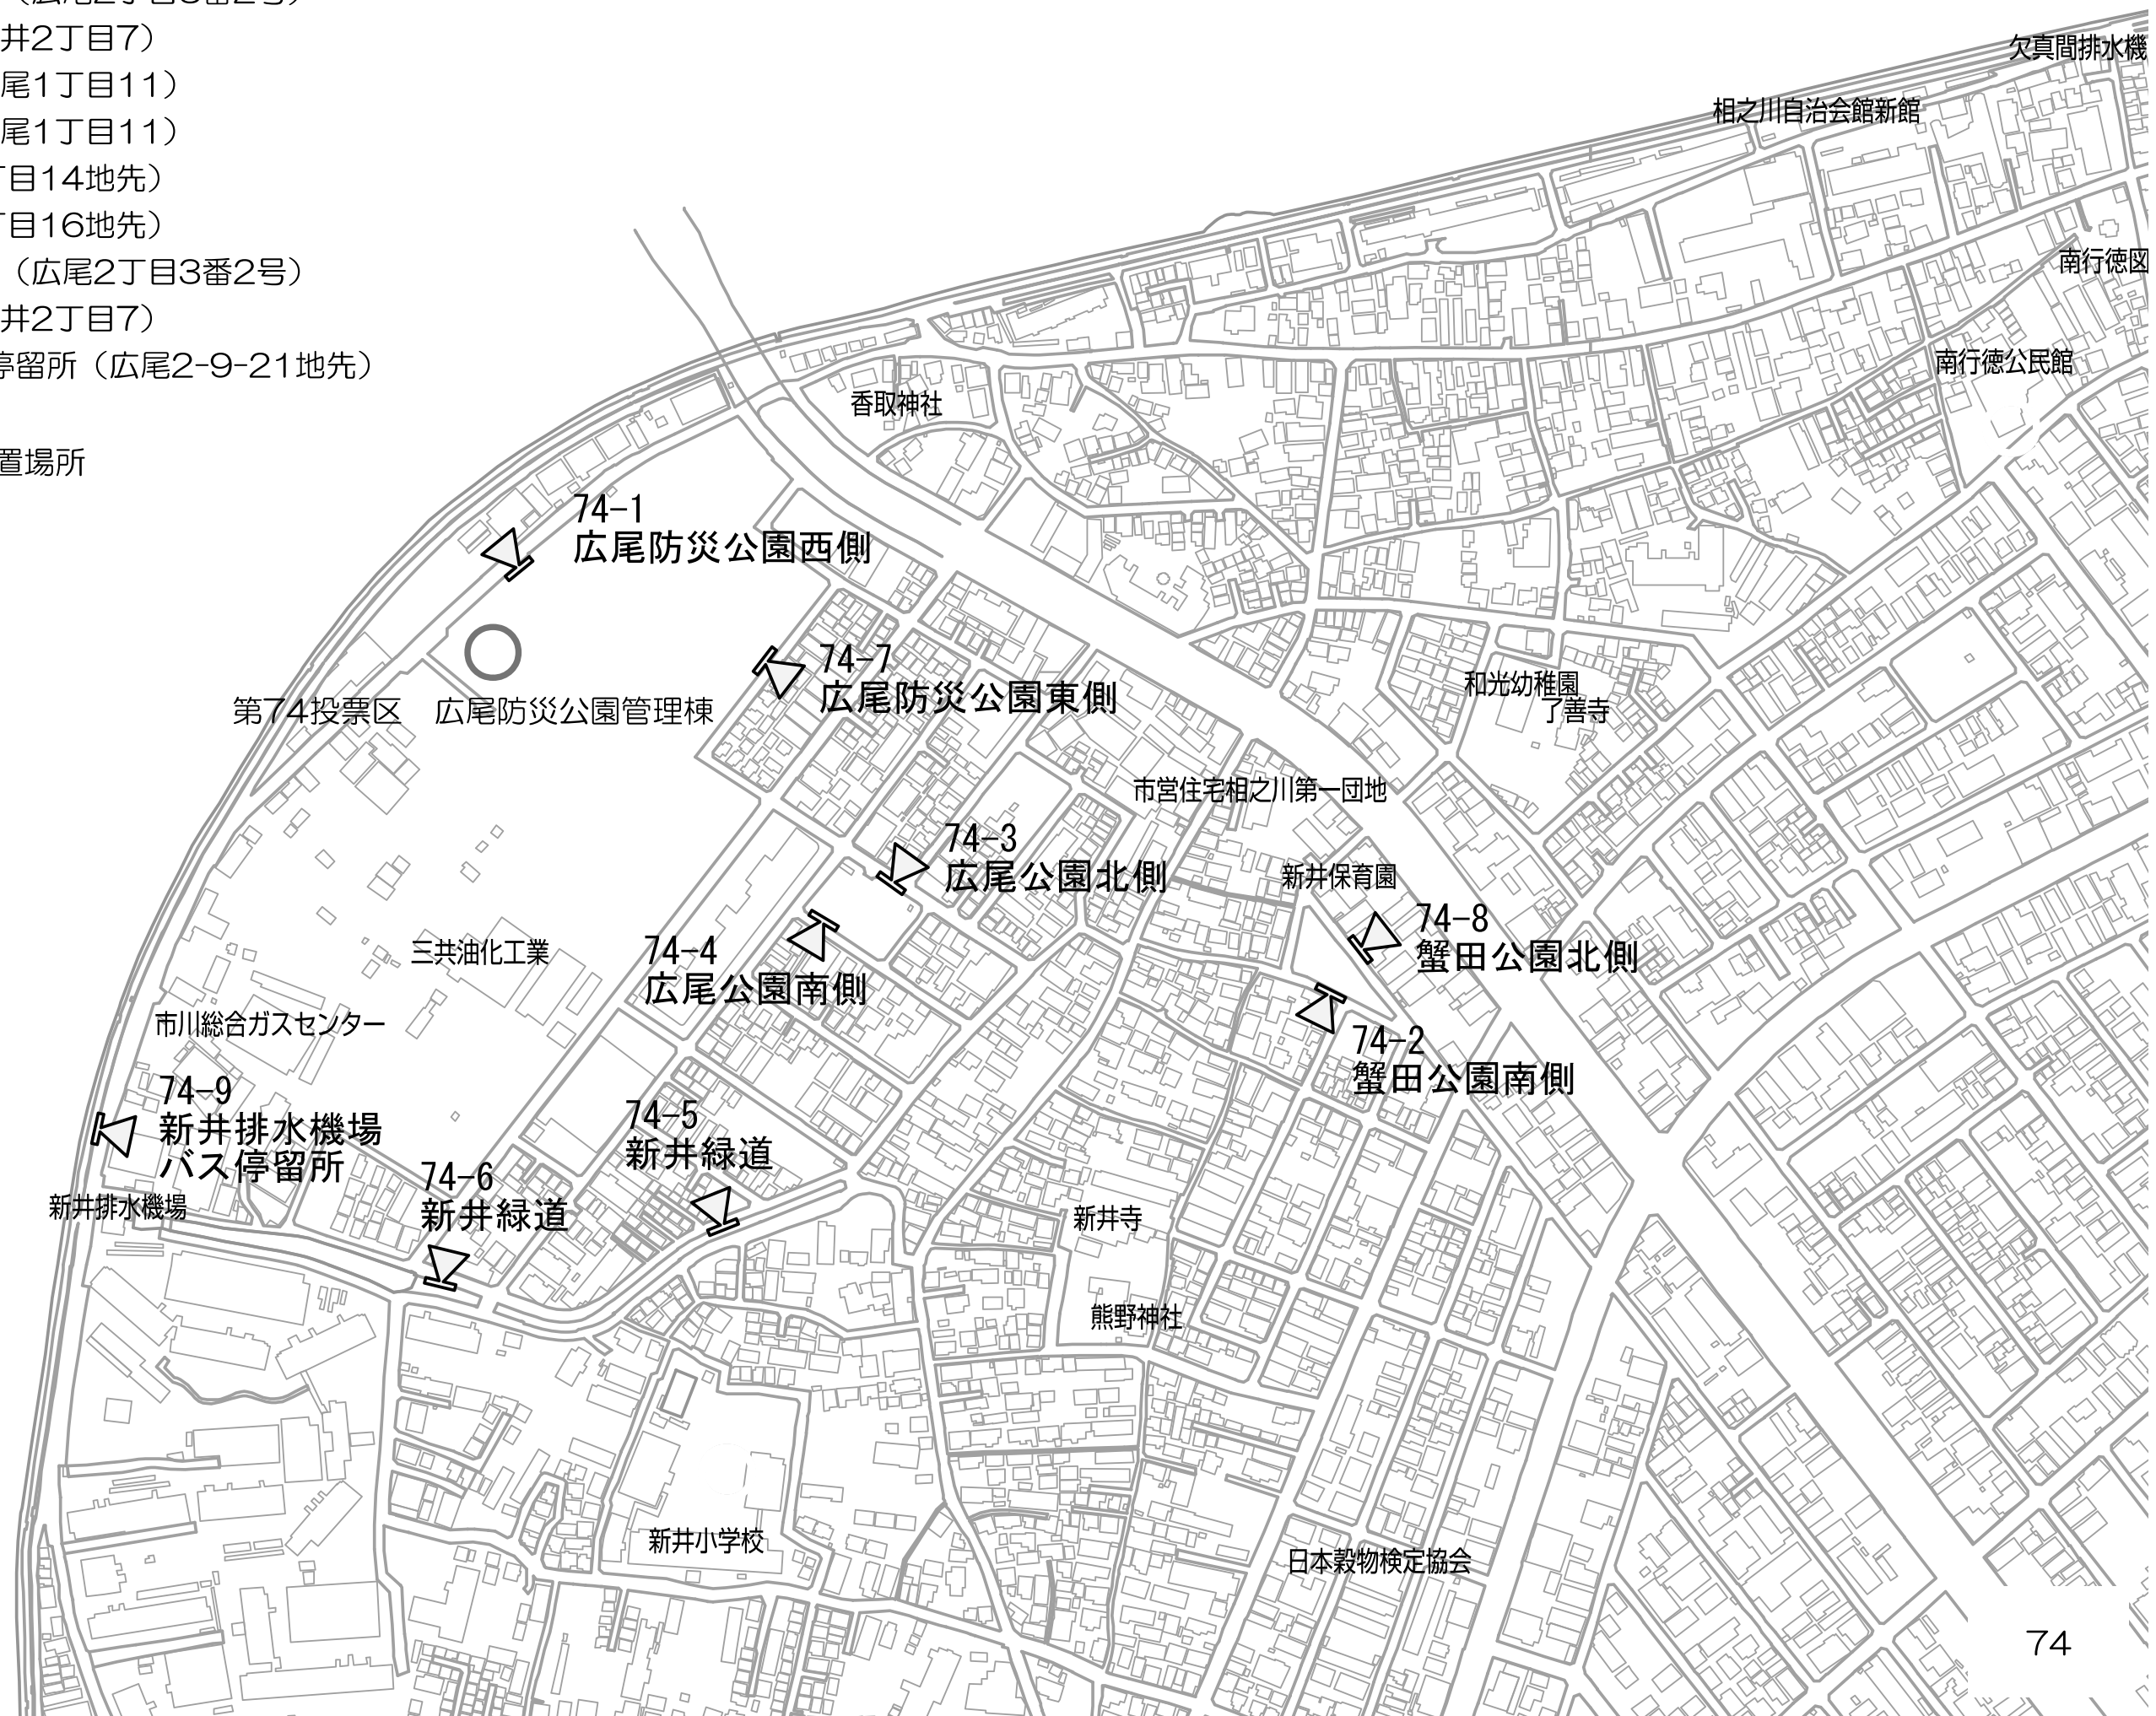 （広尾2丁目3番2号）
井2丁目7）
尾1丁目11）
尾1丁目11）
丁目14地先）
丁目16地先）
（広尾2丁目3番2号）
井2丁目7）
停留所（広尾2-9-21地先）
置場所
欠真間排水機
相之川自治会館新館
南行徳図
南行徳公民館
香取神社
74-1
広尾防災公園西側
74-7
広尾防災公園東側
第74投票区　広尾防災公園管理棟
和光幼稚園
了善寺
市営住宅相之川第一団地
74-3
広尾公園北側
新井保育園
74-8
蟹田公園北側
74-4
広尾公園南側
三共油化工業
市川総合ガスセンター
74-2
蟹田公園南側
74-9
新井排水機場
バス停留所
74-5
新井緑道
74-6
新井緑道
新井排水機場
新井寺
熊野神社
新井小学校
日本穀物検定協会
74